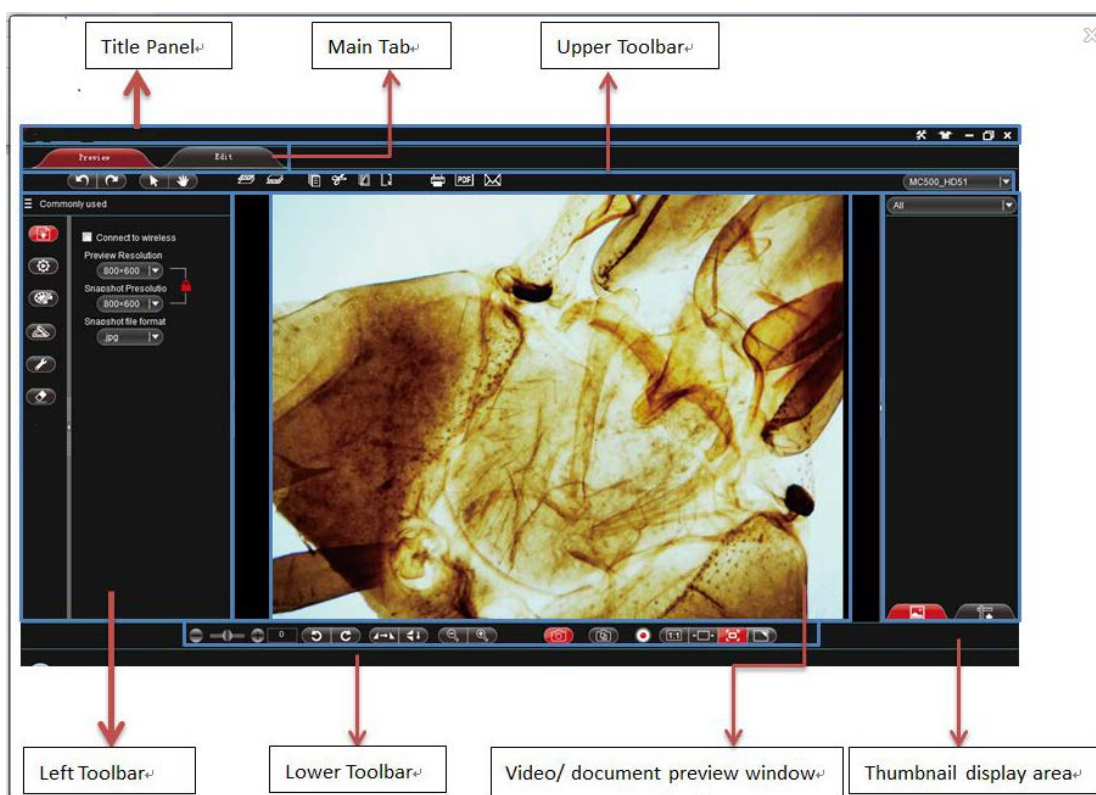 Title Panel
Main Tab
Upper Toolbar
Preview
Edit
PDF
MC500_HD51
Commonly used
All
Connect to wireless
Preview Resolution
800×600
Snapshot Presolutio
800×600
Snapshot file format
.jpg
0
1:1
Left Toolbar
Lower Toolbar
Video/ document preview window
Thumbnail display area